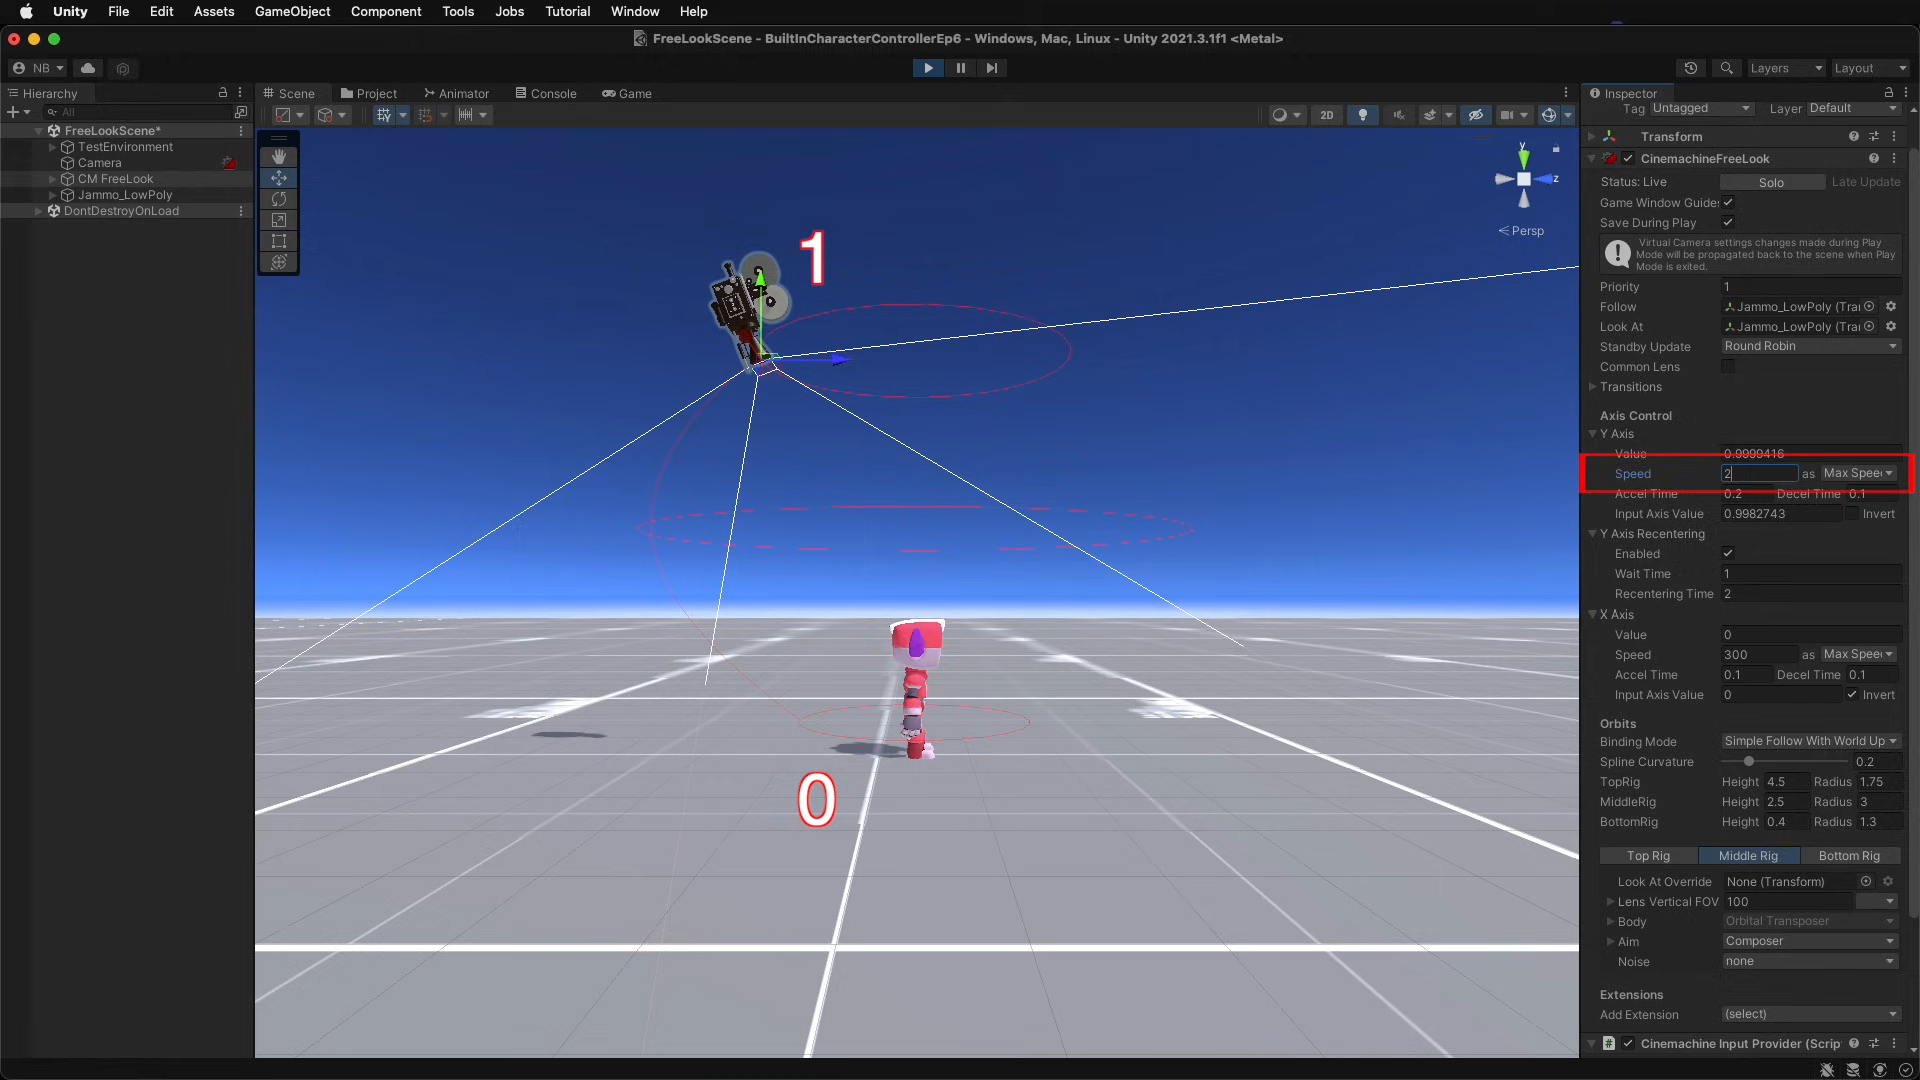 Unity File Edit Assets GameObject Component Tools Jobs Tutorial Window Help
FreeLookScene - BuiltInCharacterControllerEp6 - Windows, Mac, Linux - Unity 2021.3.1f1 <Metal>
NB Layers Layout
Hierarchy
All
FreeLookScene*
TestEnvironment
Camera
CM FreeLook
Jammo_LowPoly
DontDestroyOnLoad
Scene Project Animator Console Game
2D
y
z
Persp
1
0
Inspector
Tag Untagged Layer Default
Transform
CinemachineFreeLook
Status: Live Solo Late Update
Game Window Guides
Save During Play
Virtual Camera settings changes made during Play
Mode will be propagated back to the scene when Play
Mode is exited.
Priority 1
Follow Jammo_LowPoly (Tra
Look At Jammo_LowPoly (Tra
Standby Update Round Robin
Common Lens
Transitions
Axis Control
Y Axis
Value 0.9999416
Speed 2 as Max Speed
Accel Time 0.2 Decel Time 0.1
Input Axis Value 0.9982743 Invert
Y Axis Recentering
Enabled
Wait Time 1
Recentering Time 2
X Axis
Value 0
Speed 300 as Max Speed
Accel Time 0.1 Decel Time 0.1
Input Axis Value 0 Invert
Orbits
Binding Mode Simple Follow With World Up
Spline Curvature 0.2
TopRig Height 4.5 Radius 1.75
MiddleRig Height 2.5 Radius 3
BottomRig Height 0.4 Radius 1.3
Top Rig Middle Rig Bottom Rig
Look At Override None (Transform)
Lens Vertical FOV 100
Body Orbital Transposer
Aim Composer
Noise none
Extensions
Add Extension (select)
# Cinemachine Input Provider (Scrip